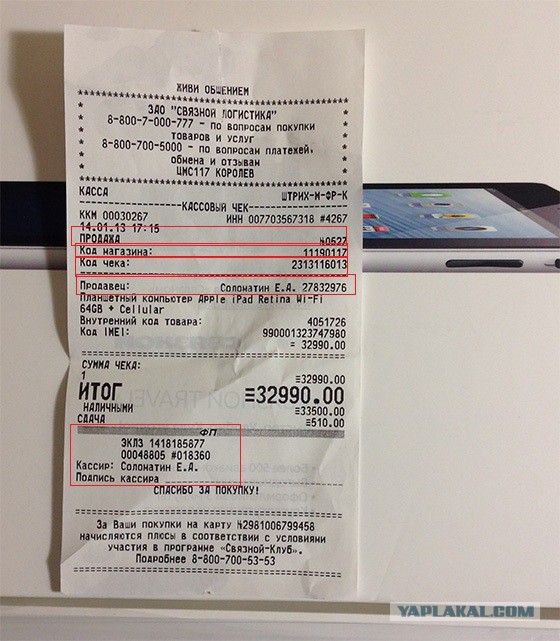 ЖИВИ ОБЩЕНИЕМ
ЗАО "СВЯЗНОЙ ЛОГИСТИКА"
8-800-7-000-777 - по вопросам покупки
товаров и услуг
8-800-700-5000 - по вопросам платежей,
обмена и отзывам
ЦМС117 КОРОЛЕВ
КАССА ШТРИХ-М-ФР-К
КАССОВЫЙ ЧЕК
ККМ 00030267 ИНН 007703567318 #4267
14.01.13 17:15
ПРОДАЖА №0527
Код магазина: 11190117
Код чека: 2313116013
Продавец: Соломатин Е.А. 27832976
Планшетный компьютер Apple iPad Retina Wi-Fi
64GB + Cellular
Внутренний код товара: 4051726
Код IMEI: 990001323747980
= 32990.00
СУММА ЧЕКА: ≡32990.00
1
ИТОГ ≡32990.00
НАЛИЧНЫМИ ≡33500.00
СДАЧА ≡510.00
ФП
ЭКЛЗ 1418185877
00048805 #018360
Кассир: Соломатин Е.А.
Подпись кассира
СПАСИБО ЗА ПОКУПКУ!
За Ваши покупки на карту №2981006799458
начисляются плюсы в соответствии с условиями
участия в программе «Связной-Клуб».
Подробнее 8-800-700-53-53
YAPLAKAL.COM